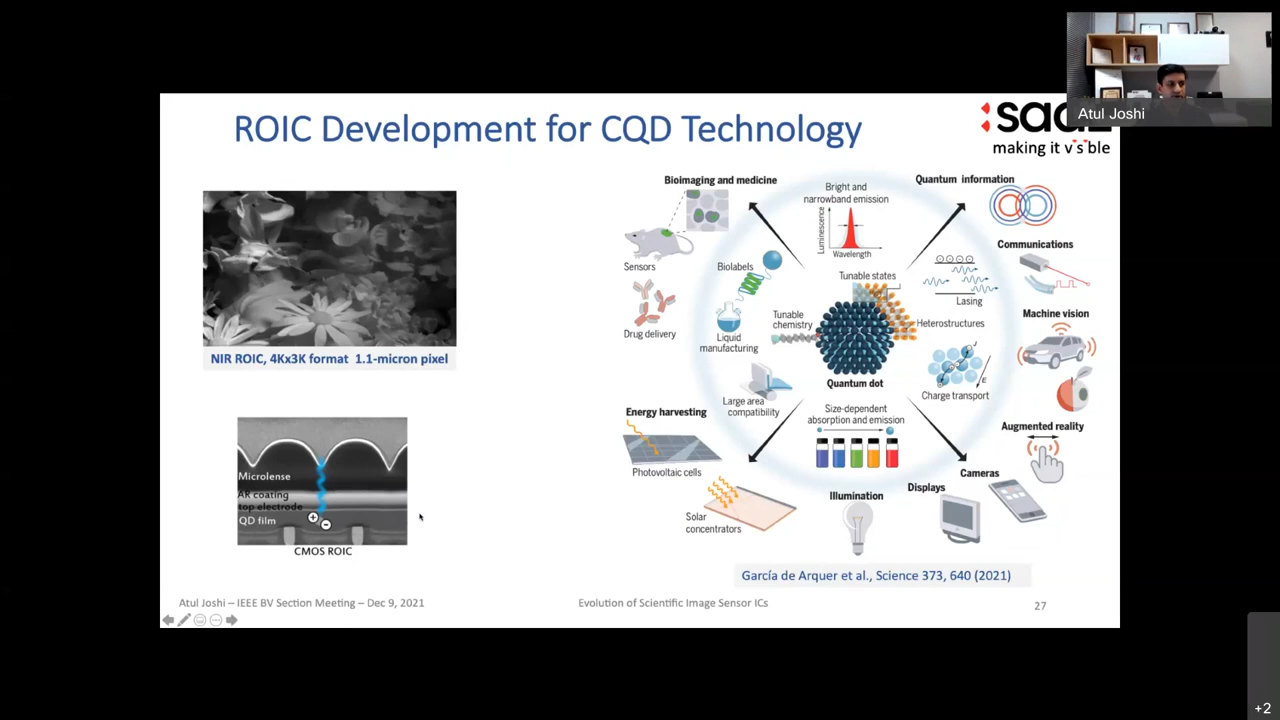 Atul Joshi
ROIC Development for CQD Technology
making it visible
NIR ROIC, 4Kx3K format 1.1-micron pixel
Microlense
AR coating
top electrode
QD film
CMOS ROIC
Bioimaging and medicine
Sensors
Drug delivery
Biolabels
Liquid
manufacturing
Large area
compatibility
Bright and
narrowband emission
Luminescence
Wavelength
Tunable states
Tunable
chemistry
Heterostructures
Quantum dot
Size-dependent
absorption and emission
Lasing
Charge transport
J
E
Quantum information
Communications
Machine vision
Augmented reality
Cameras
Displays
Illumination
Energy harvesting
Photovoltaic cells
Solar
concentrators
García de Arquer et al., Science 373, 640 (2021)
Atul Joshi – IEEE BV Section Meeting – Dec 9, 2021
Evolution of Scientific Image Sensor ICs
27
+2